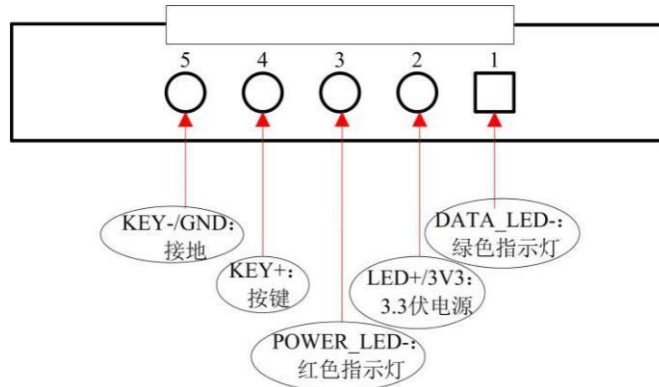 5 4 3 2 1
KEY-/GND:
接地
KEY+:
按键
POWER_LED-:
红色指示灯
LED+/3V3:
3.3伏电源
DATA_LED-:
绿色指示灯